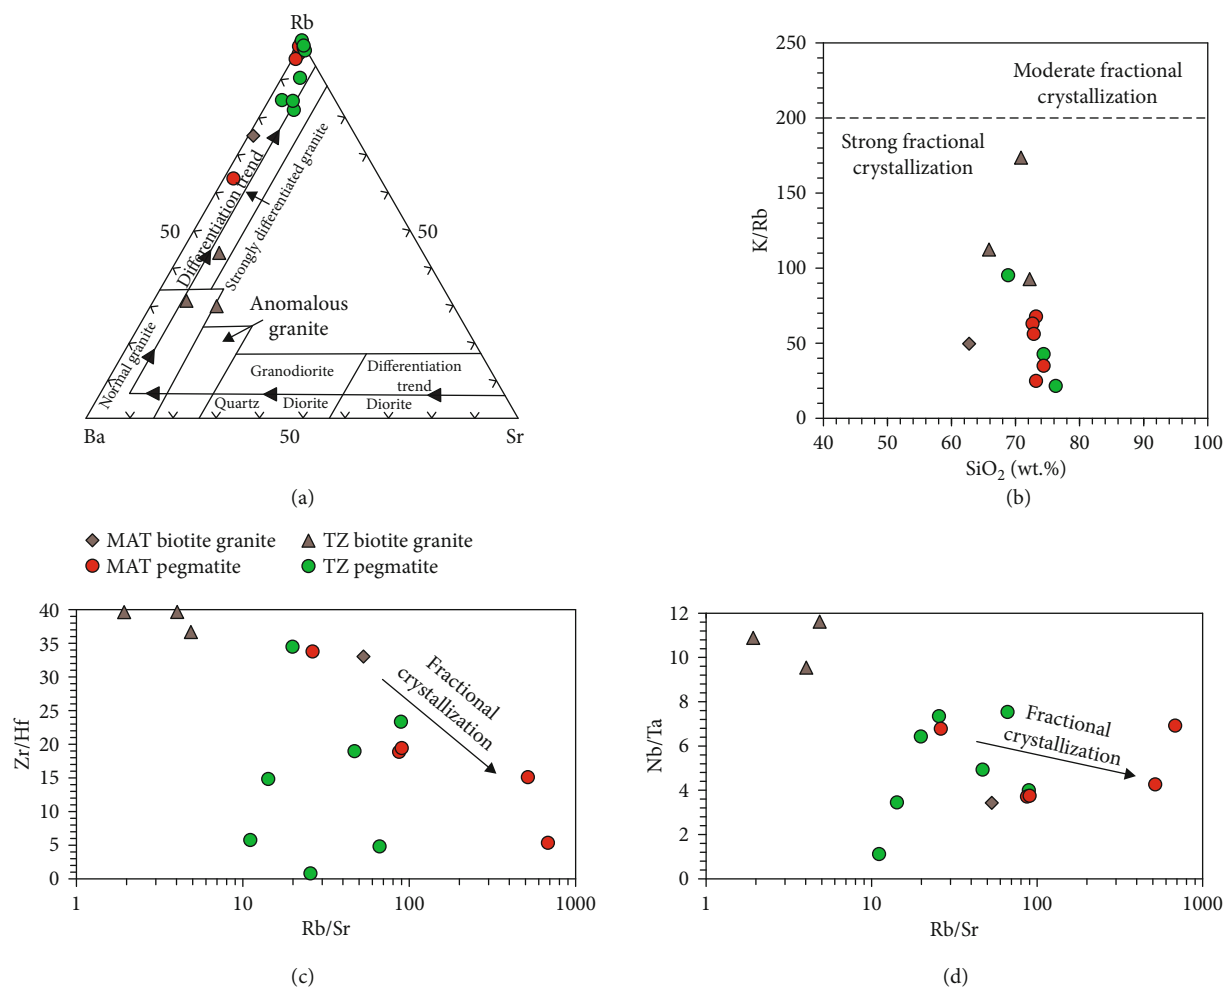 Rb
50
50
Differentiation trend
Strongly differentiated granite
Anomalous
granite
Normal granite
Granodiorite
Differentiation
trend
Quartz
Diorite
Diorite
Ba
50
Sr
(a)
250
200
150
100
50
0
K/Rb
Moderate fractional
crystallization
Strong fractional
crystallization
40
50
60
70
80
90
100
SiO₂ (wt.%)
(b)
MAT biotite granite
TZ biotite granite
MAT pegmatite
TZ pegmatite
40
35
30
25
20
15
10
5
0
Zr/Hf
Fractional
crystallization
1
10
100
1000
Rb/Sr
(c)
12
10
8
6
4
2
0
Nb/Ta
Fractional
crystallization
1
10
100
1000
Rb/Sr
(d)